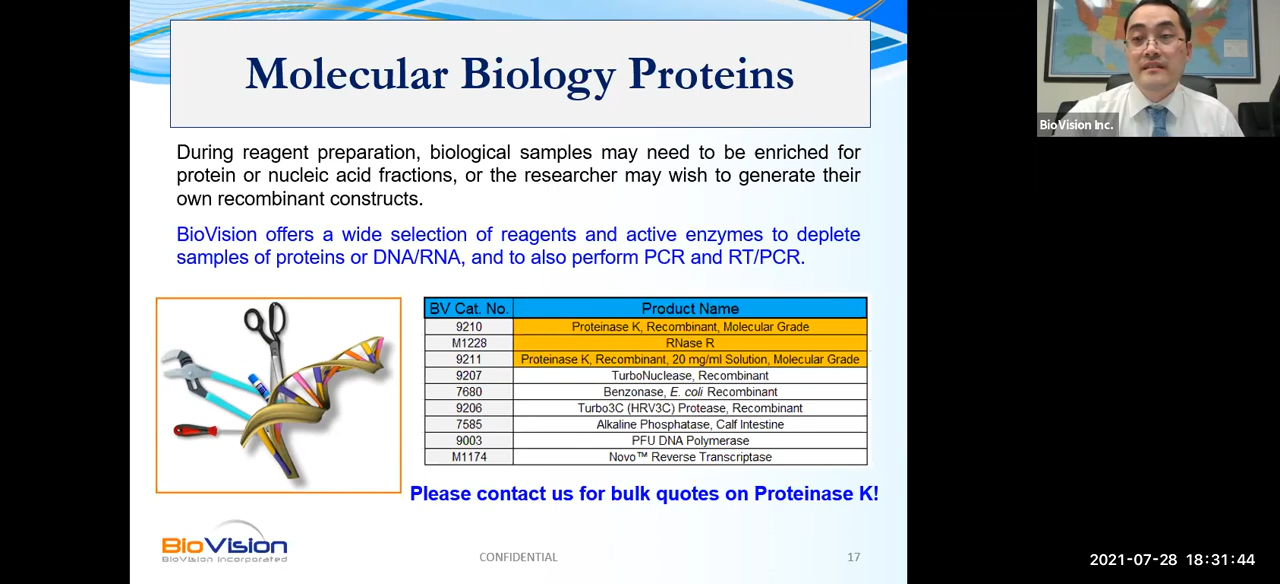 Molecular Biology Proteins
During reagent preparation, biological samples may need to be enriched for
protein or nucleic acid fractions, or the researcher may wish to generate their
own recombinant constructs.
BioVision offers a wide selection of reagents and active enzymes to deplete
samples of proteins or DNA/RNA, and to also perform PCR and RT/PCR.
BV Cat. No. Product Name
9210 Proteinase K, Recombinant, Molecular Grade
M1228 RNase R
9211 Proteinase K, Recombinant, 20 mg/ml Solution, Molecular Grade
9207 TurboNuclease, Recombinant
7680 Benzonase, E. coli Recombinant
9206 Turbo3C (HRV3C) Protease, Recombinant
7585 Alkaline Phosphatase, Calf Intestine
9003 PFU DNA Polymerase
M1174 Novo™ Reverse Transcriptase
Please contact us for bulk quotes on Proteinase K!
BioVision
BioVision Incorporated
CONFIDENTIAL
17
BioVision Inc.
2021-07-28 18:31:44